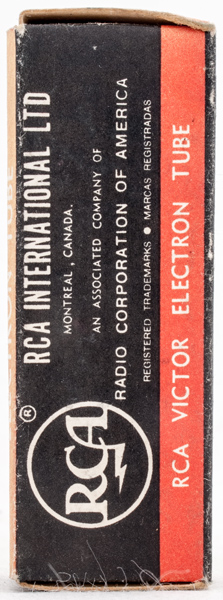 RCA INTERNATIONAL LTD
MONTREAL, CANADA.
AN ASSOCIATED COMPANY OF
RADIO CORPORATION OF AMERICA
REGISTERED TRADEMARKS • MARCAS REGISTRADAS
RCA VICTOR ELECTRON TUBE
®
RCA